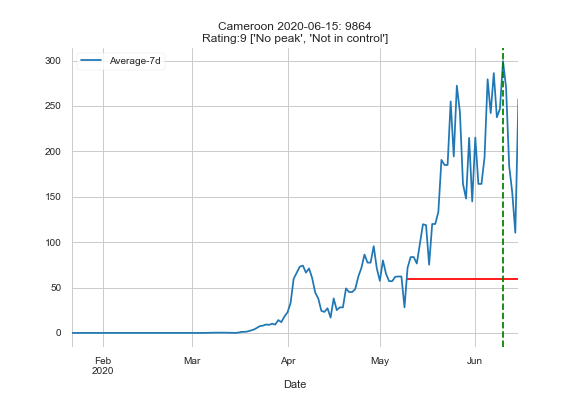 Cameroon 2020-06-15: 9864
Rating:9 ['No peak', 'Not in control']
Average-7d
300
250
200
150
100
50
0
Feb Mar Apr May Jun
2020
Date